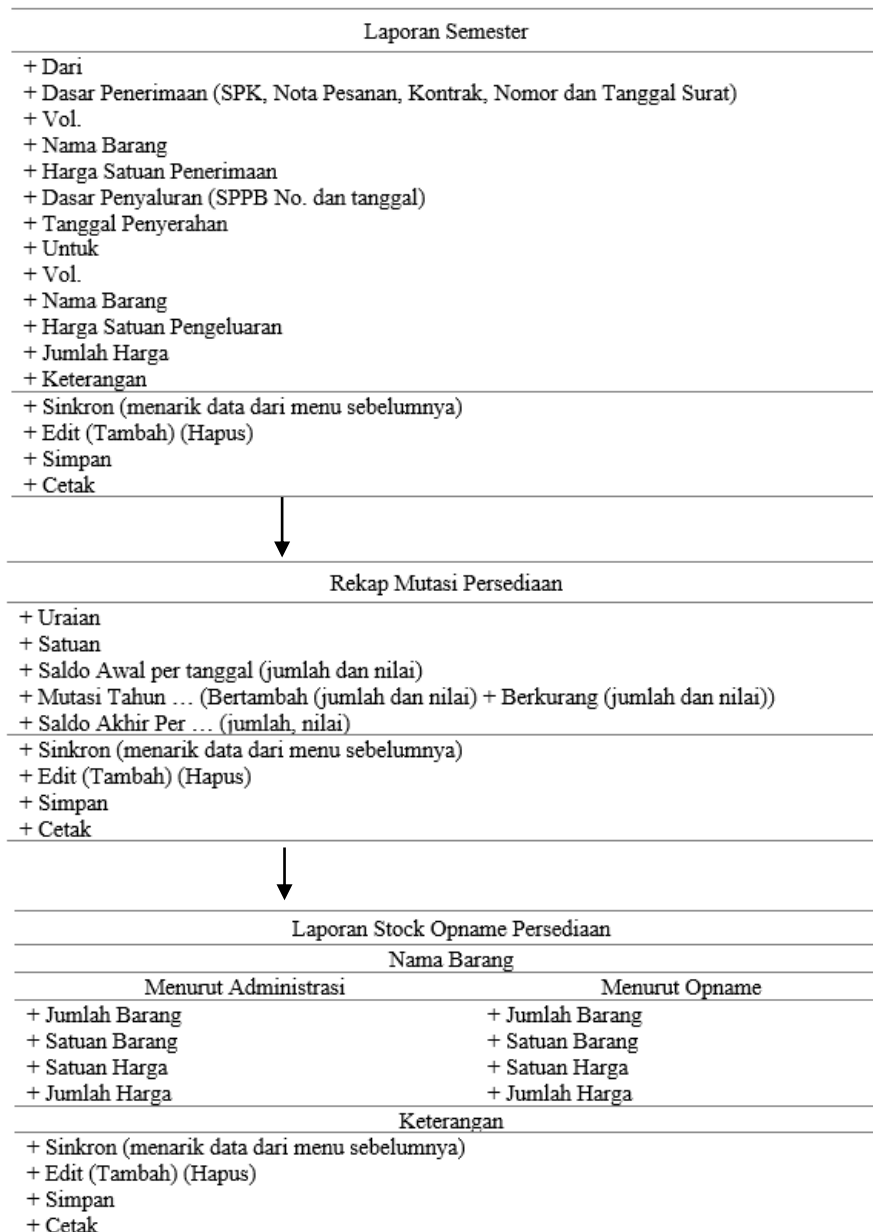 Laporan Semester
+ Dari
+ Dasar Penerimaan (SPK, Nota Pesanan, Kontrak, Nomor dan Tanggal Surat)
+ Vol.
+ Nama Barang
+ Harga Satuan Penerimaan
+ Dasar Penyaluran (SPPB No. dan tanggal)
+ Tanggal Penyerahan
+ Untuk
+ Vol.
+ Nama Barang
+ Harga Satuan Pengeluaran
+ Jumlah Harga
+ Keterangan
+ Sinkron (menarik data dari menu sebelumnya)
+ Edit (Tambah) (Hapus)
+ Simpan
+ Cetak
Rekap Mutasi Persediaan
+ Uraian
+ Satuan
+ Saldo Awal per tanggal (jumlah dan nilai)
+ Mutasi Tahun … (Bertambah (jumlah dan nilai) + Berkurang (jumlah dan nilai))
+ Saldo Akhir Per … (jumlah, nilai)
+ Sinkron (menarik data dari menu sebelumnya)
+ Edit (Tambah) (Hapus)
+ Simpan
+ Cetak
Laporan Stock Opname Persediaan
Nama Barang
Menurut Administrasi Menurut Opname
+ Jumlah Barang + Jumlah Barang
+ Satuan Barang + Satuan Barang
+ Satuan Harga + Satuan Harga
+ Jumlah Harga + Jumlah Harga
Keterangan
+ Sinkron (menarik data dari menu sebelumnya)
+ Edit (Tambah) (Hapus)
+ Simpan
+ Cetak